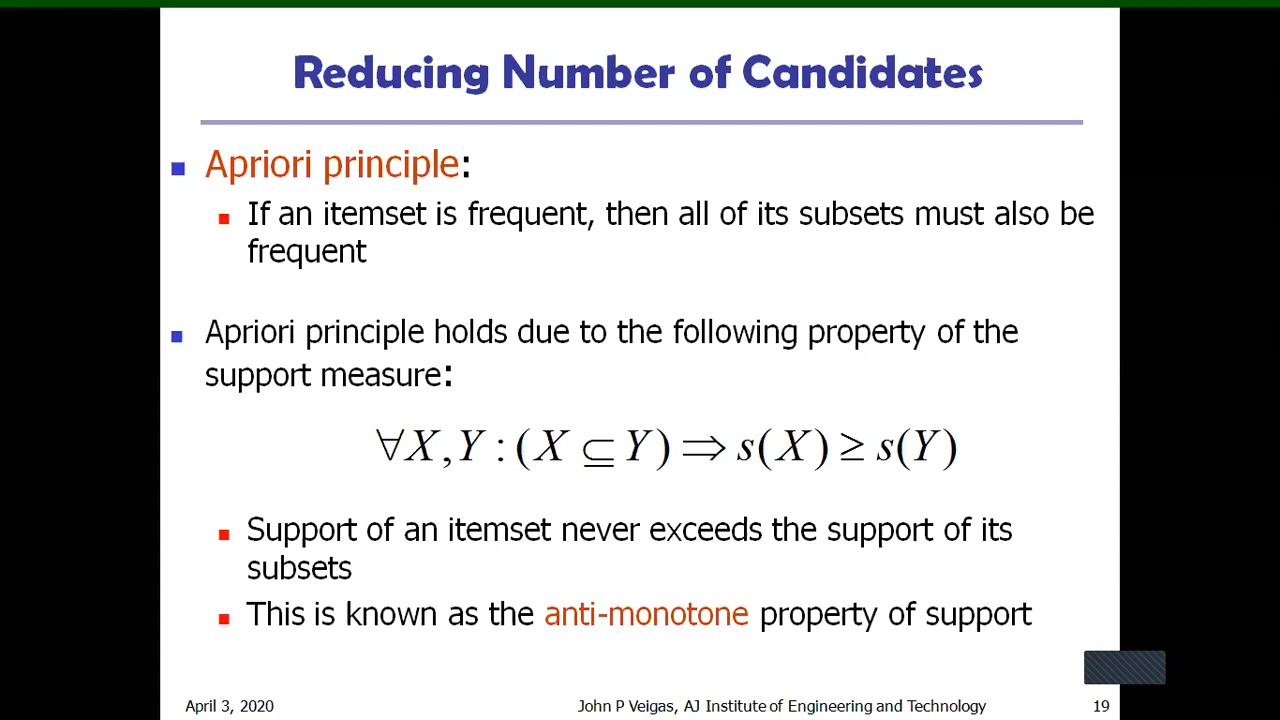 Reducing Number of Candidates
Apriori principle:
If an itemset is frequent, then all of its subsets must also be
frequent
Apriori principle holds due to the following property of the
support measure:
∀X,Y : (X ⊆ Y) ⇒ s(X) ≥ s(Y)
Support of an itemset never exceeds the support of its
subsets
This is known as the anti-monotone property of support
April 3, 2020 John P Veigas, AJ Institute of Engineering and Technology 19